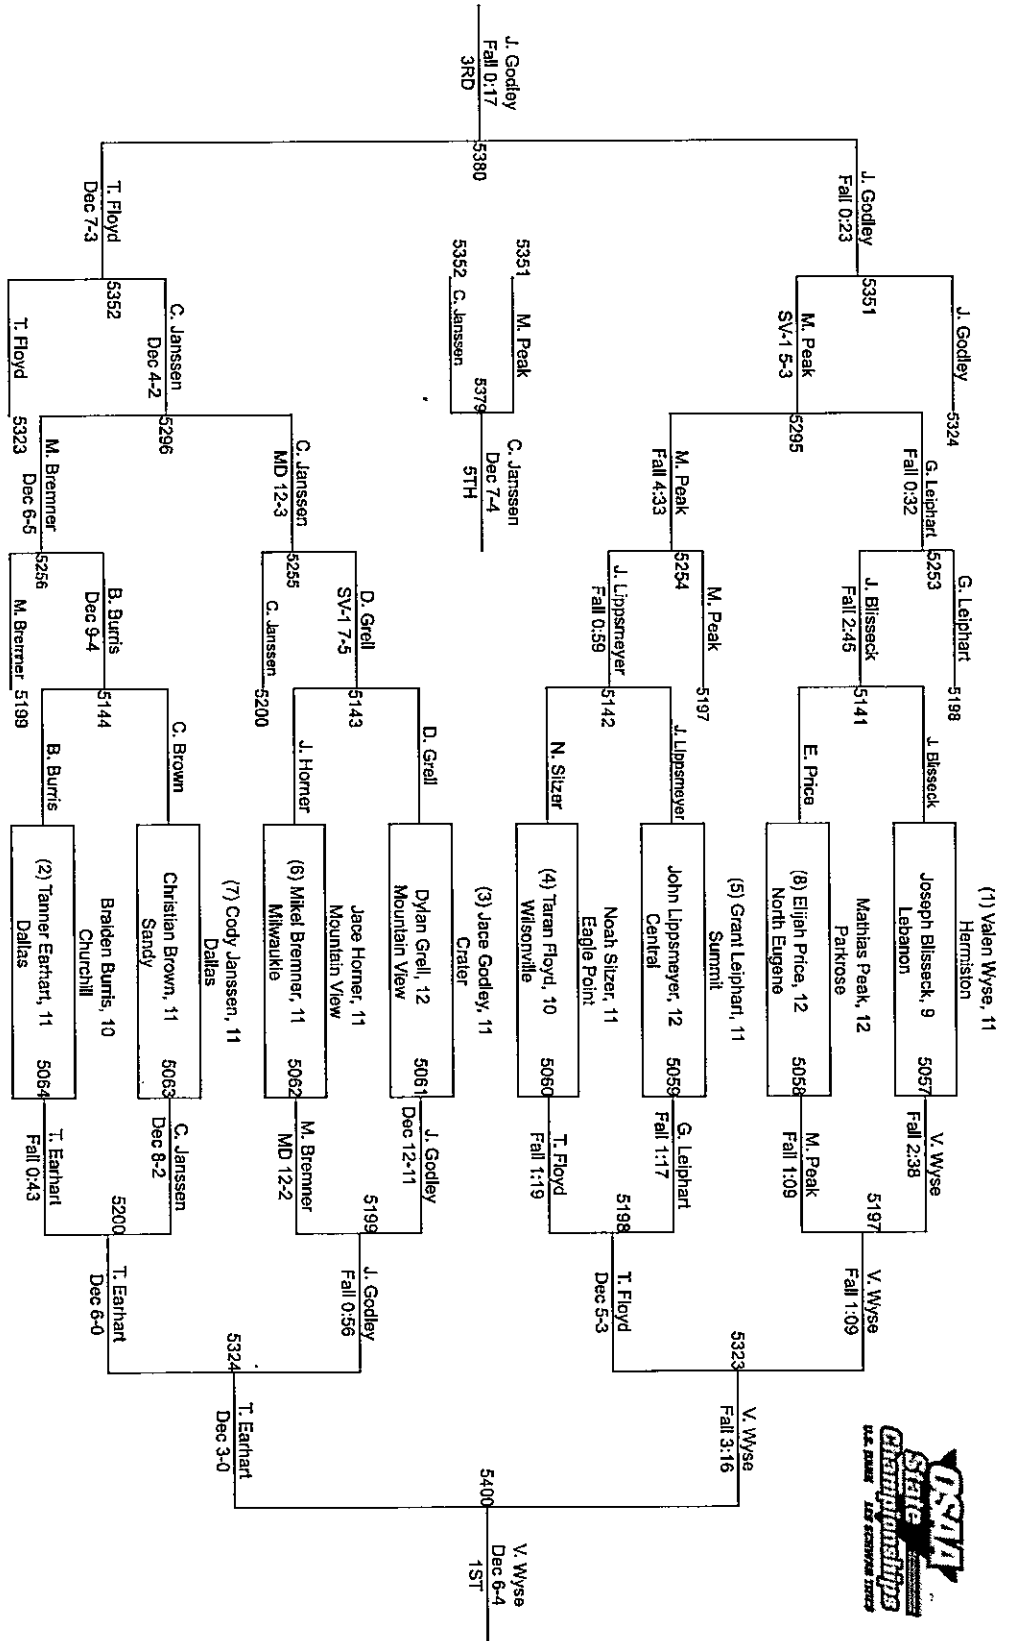 OSAA
State
Championships
U.S. BANK LES SCHWAB TIRES
(1) Valen Wyse, 11
Hermiston
Joseph Blisseck, 9
Lebanon
5057
Mathias Peak, 12
Parkrose
(8) Elijah Price, 12
North Eugene
5058
(5) Grant Leiphart, 11
Summit
John Lippsmeyer, 12
Central
5059
Noah Sitzer, 11
Eagle Point
(4) Taran Floyd, 10
Wilsonville
5060
(3) Jace Godley, 11
Crater
Dylan Grell, 12
Mountain View
5061
Jace Horner, 11
Mountain View
(6) Mikel Bremner, 11
Milwaukie
5062
(7) Cody Janssen, 11
Dallas
Christian Brown, 11
Sandy
5063
Braiden Burris, 10
Churchill
(2) Tanner Earhart, 11
Dallas
5064
V. Wyse
Fall 2:38
M. Peak
Fall 1:09
G. Leiphart
Fall 1:17
T. Floyd
Fall 1:19
J. Godley
Dec 12-11
M. Bremner
MD 12-2
C. Janssen
Dec 8-2
T. Earhart
Fall 0:43
5197
5198
5199
5200
V. Wyse
Fall 1:09
T. Floyd
Dec 5-3
J. Godley
Fall 0:56
T. Earhart
Dec 6-0
5323
5324
V. Wyse
Fall 3:16
T. Earhart
Dec 3-0
5400
V. Wyse
Dec 6-4
1ST
J. Blisseck
E. Price
J. Lippsmeyer
N. Sitzer
D. Grell
J. Horner
C. Brown
B. Burris
5141
5142
5143
5144
G. Leiphart
5198
J. Blisseck
Fall 2:45
M. Peak
5197
J. Lippsmeyer
Fall 0:59
D. Grell
SV-1 7-5
C. Janssen
5200
B. Burris
Dec 9-4
M. Bremner
5199
5253
5254
5255
5256
G. Leiphart
Fall 0:32
M. Peak
Fall 4:33
C. Janssen
MD 12-3
M. Bremner
Dec 6-5
5295
5296
J. Godley
5324
M. Peak
SV-1 5-3
C. Janssen
Dec 4-2
T. Floyd
5323
5351
5352
J. Godley
Fall 0:23
T. Floyd
Dec 7-3
5380
J. Godley
Fall 0:17
3RD
5351
M. Peak
5352
C. Janssen
5379
C. Janssen
Dec 7-4
5TH